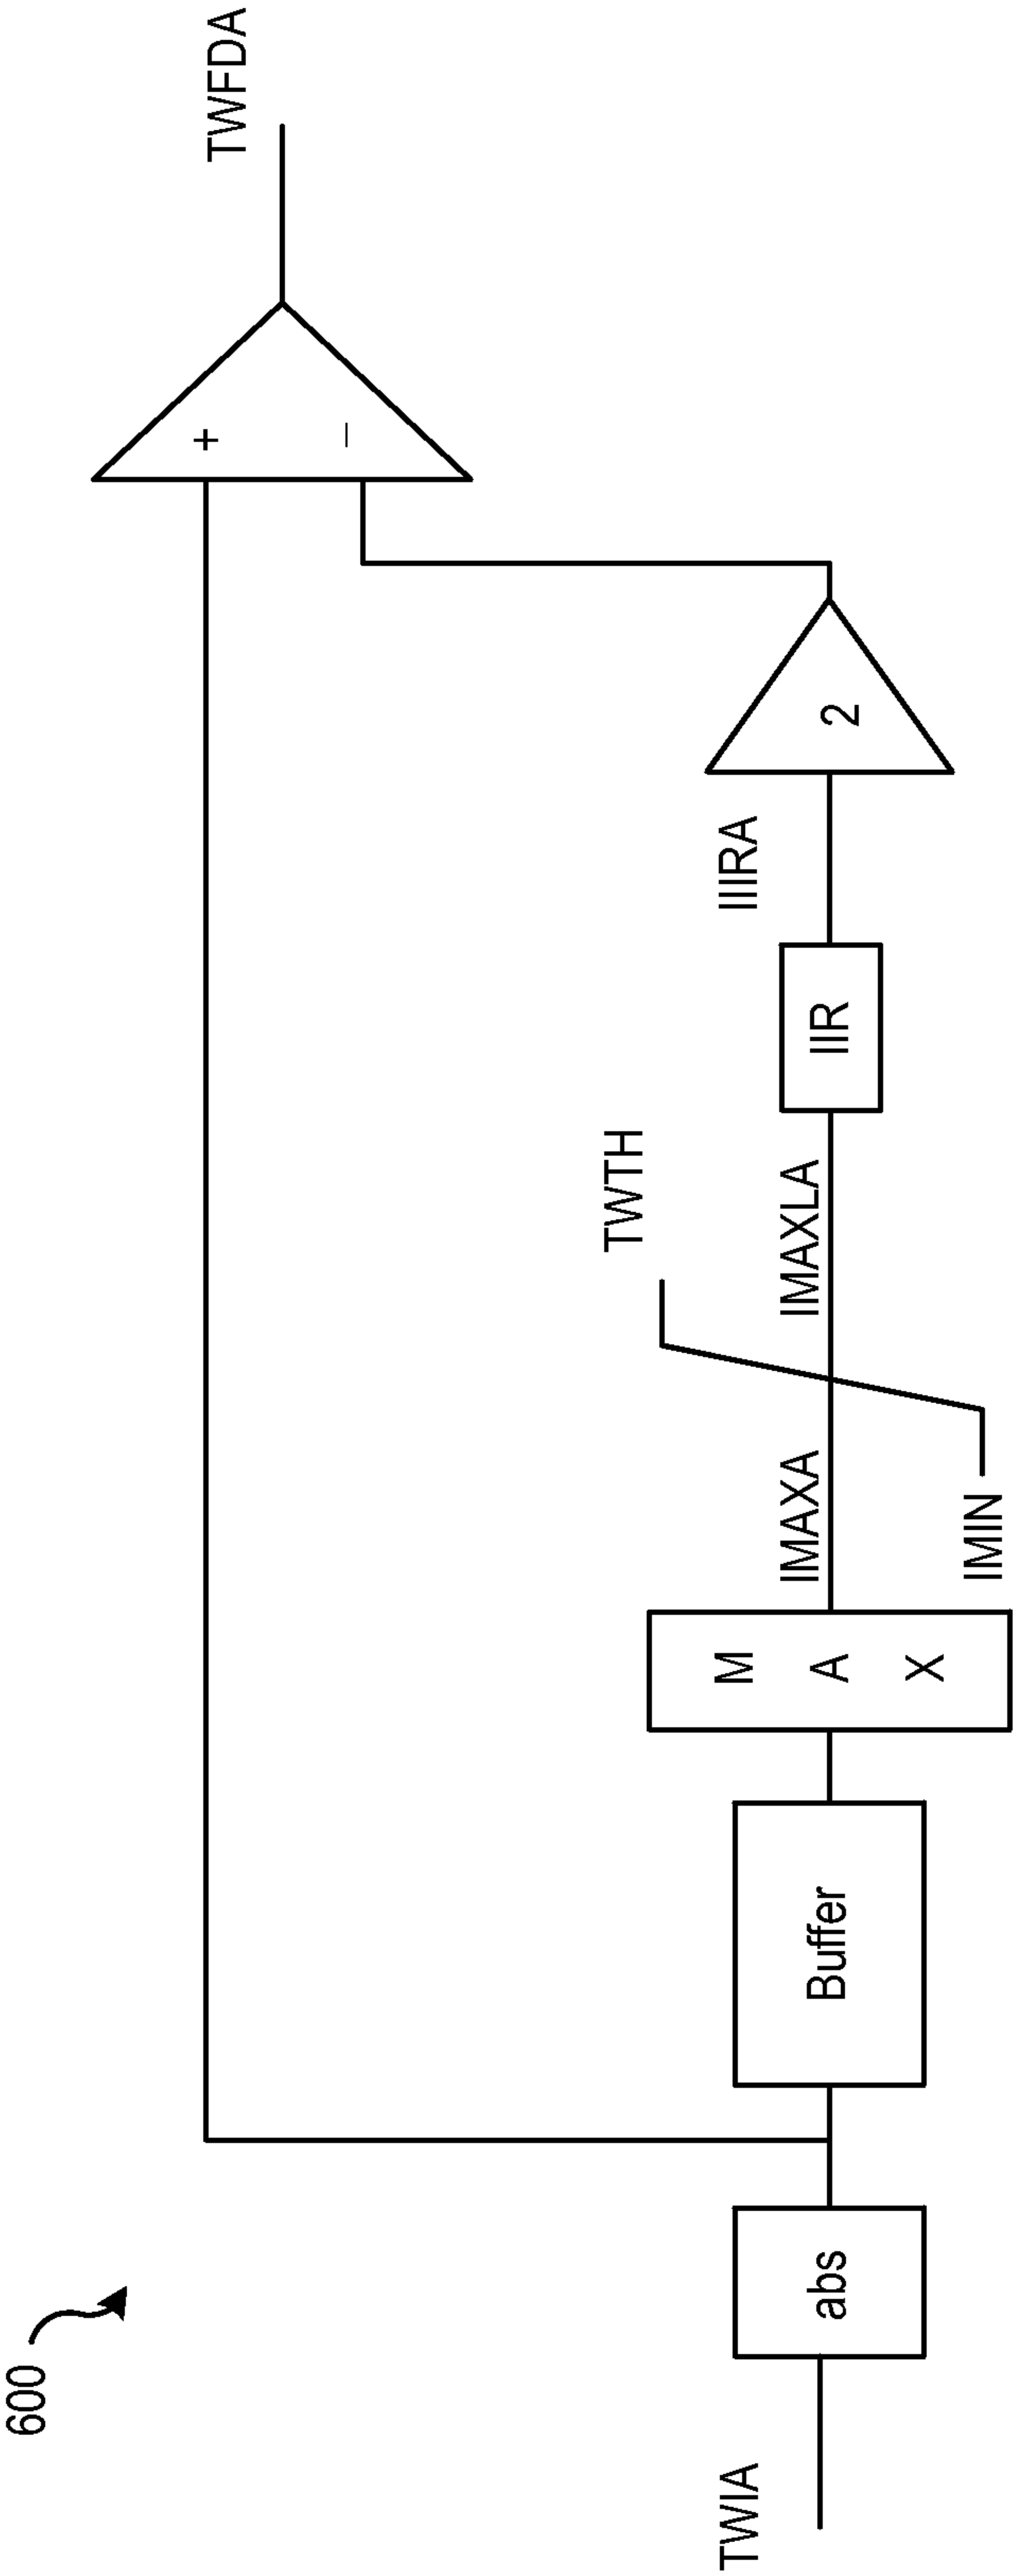 600
TWIA
abs
Buffer
M
A
X
IMAXA
IMIN
TWTH
IMAXLA
IIR
IIIRA
2
+
−
TWFDA